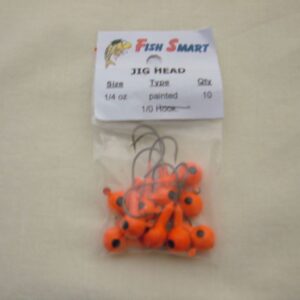 FISH SMART
JIG HEAD
Size Type Qty
1/4 oz painted 10
1/0 Hook